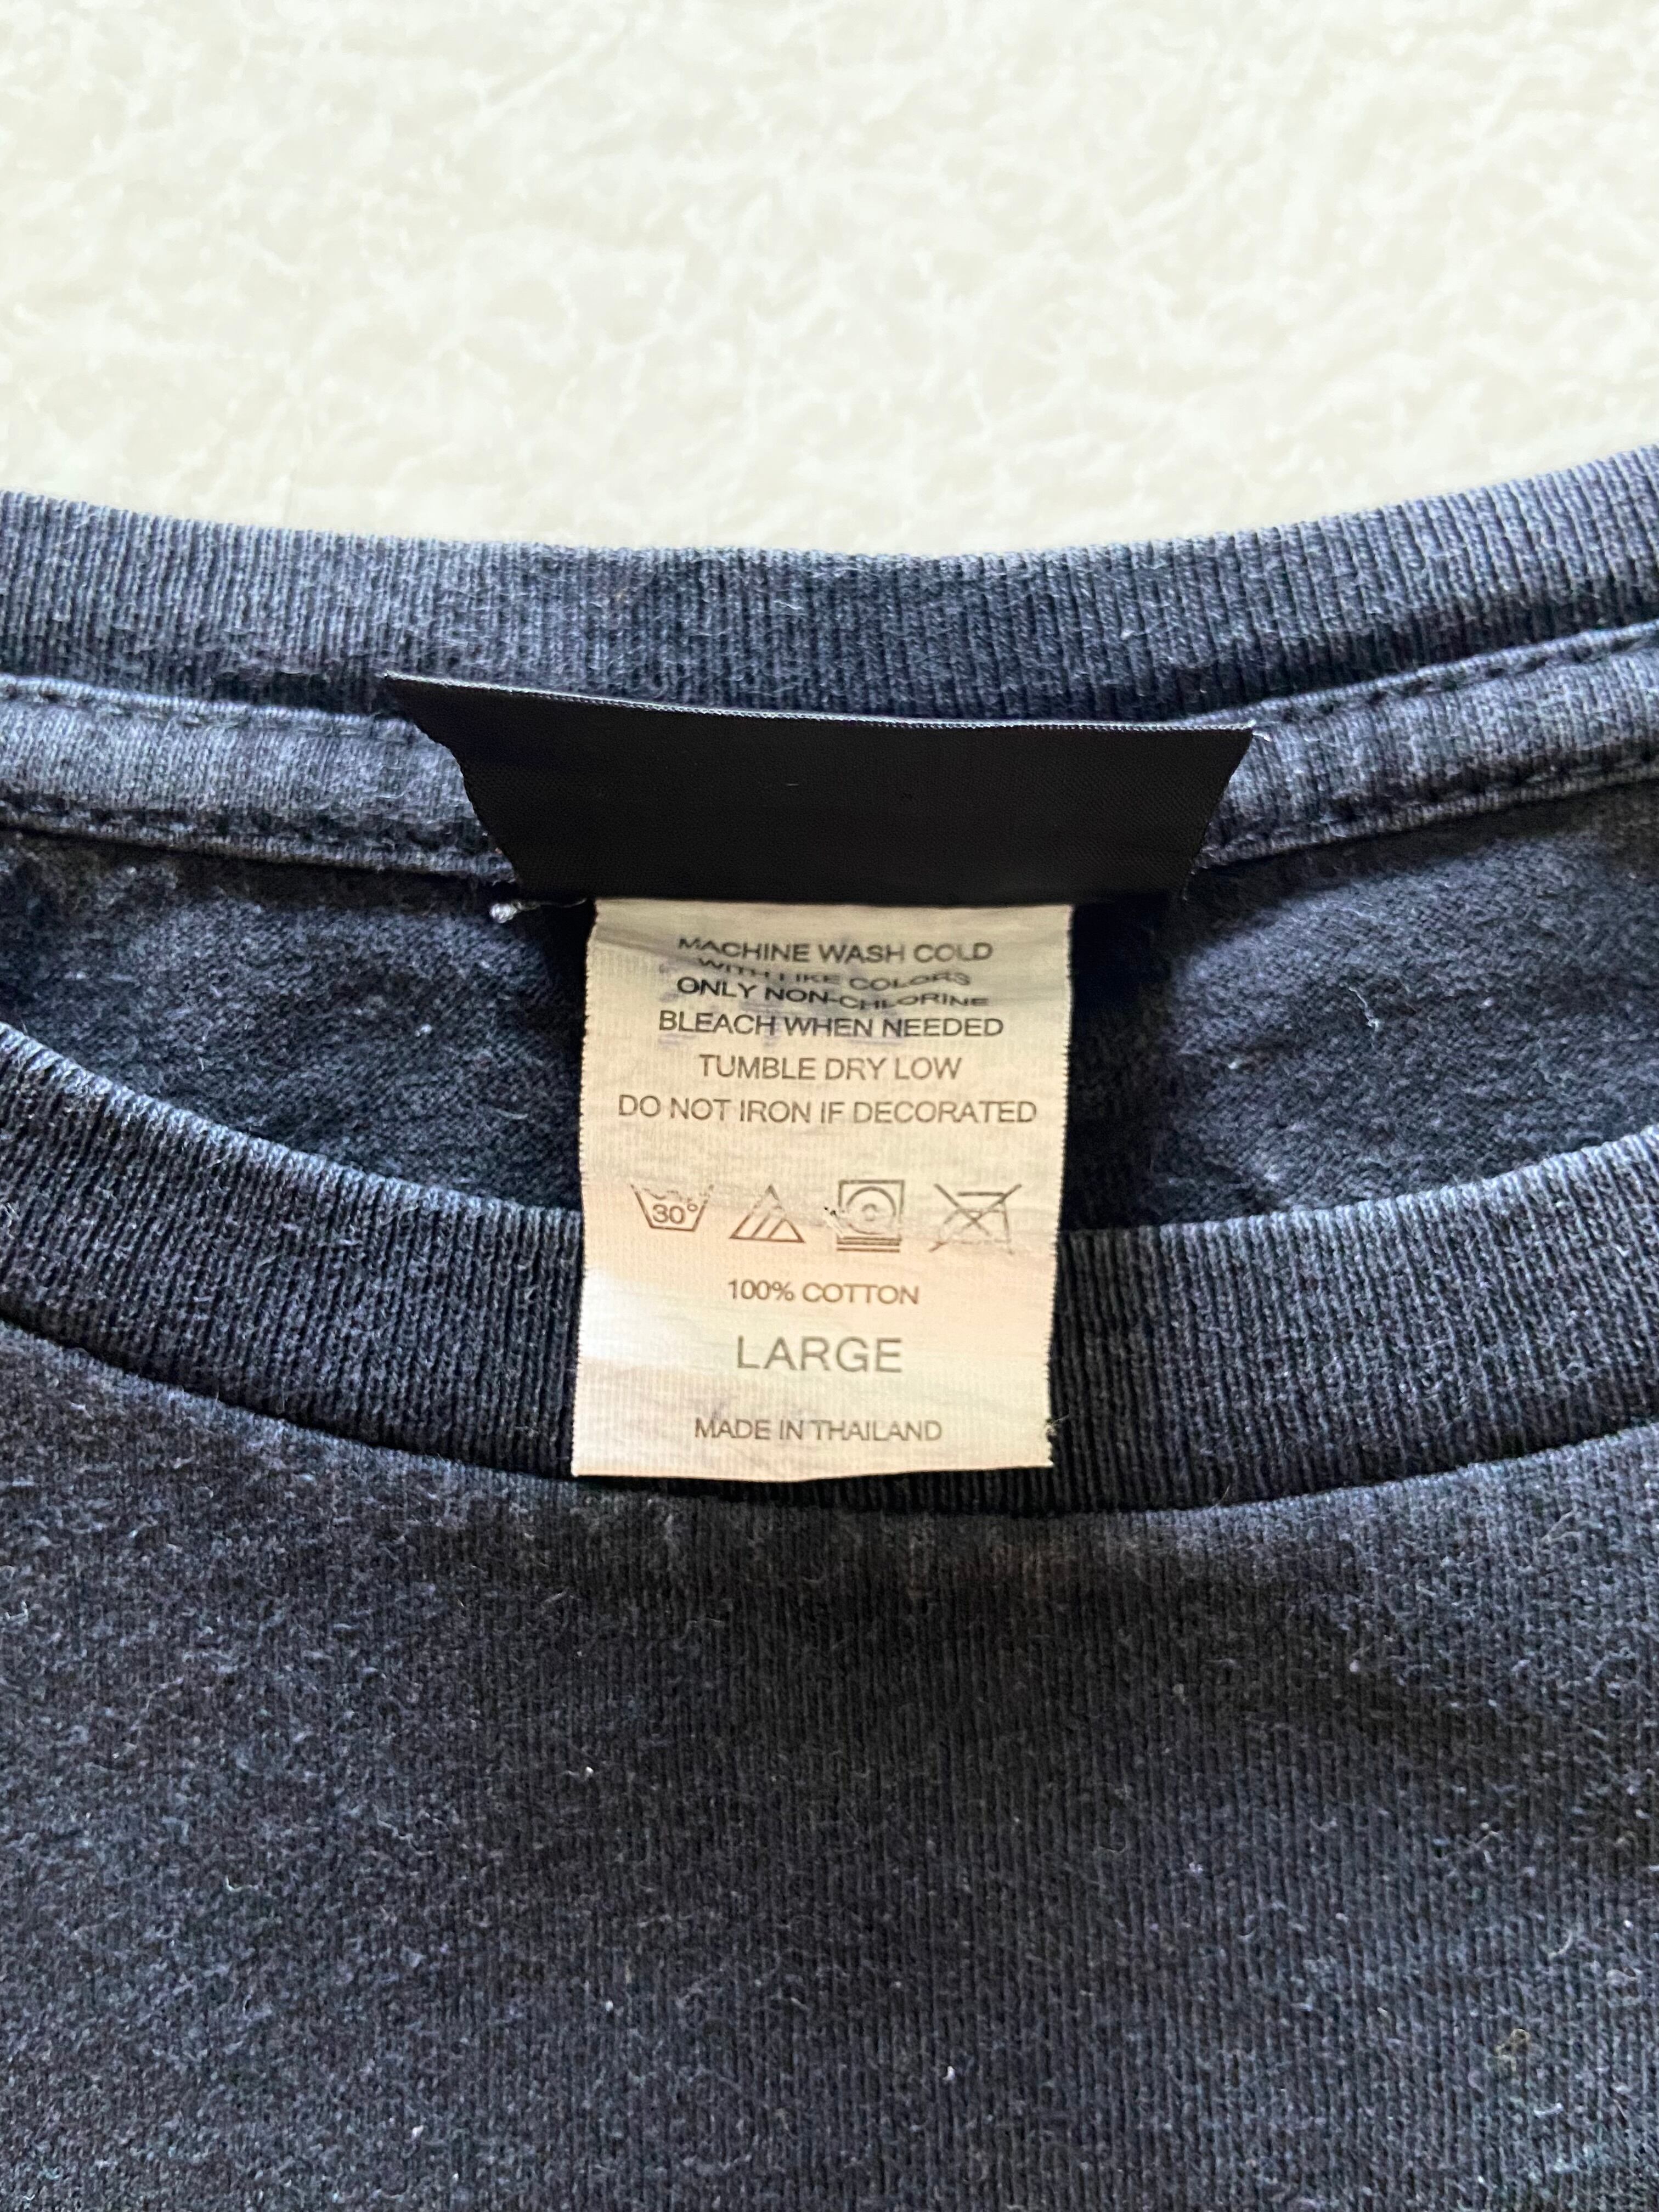 MACHINE WASH COLD
WITH LIKE COLORS
ONLY NON-CHLORINE
BLEACH WHEN NEEDED
TUMBLE DRY LOW
DO NOT IRON IF DECORATED
30°
100% COTTON
LARGE
MADE IN THAILAND